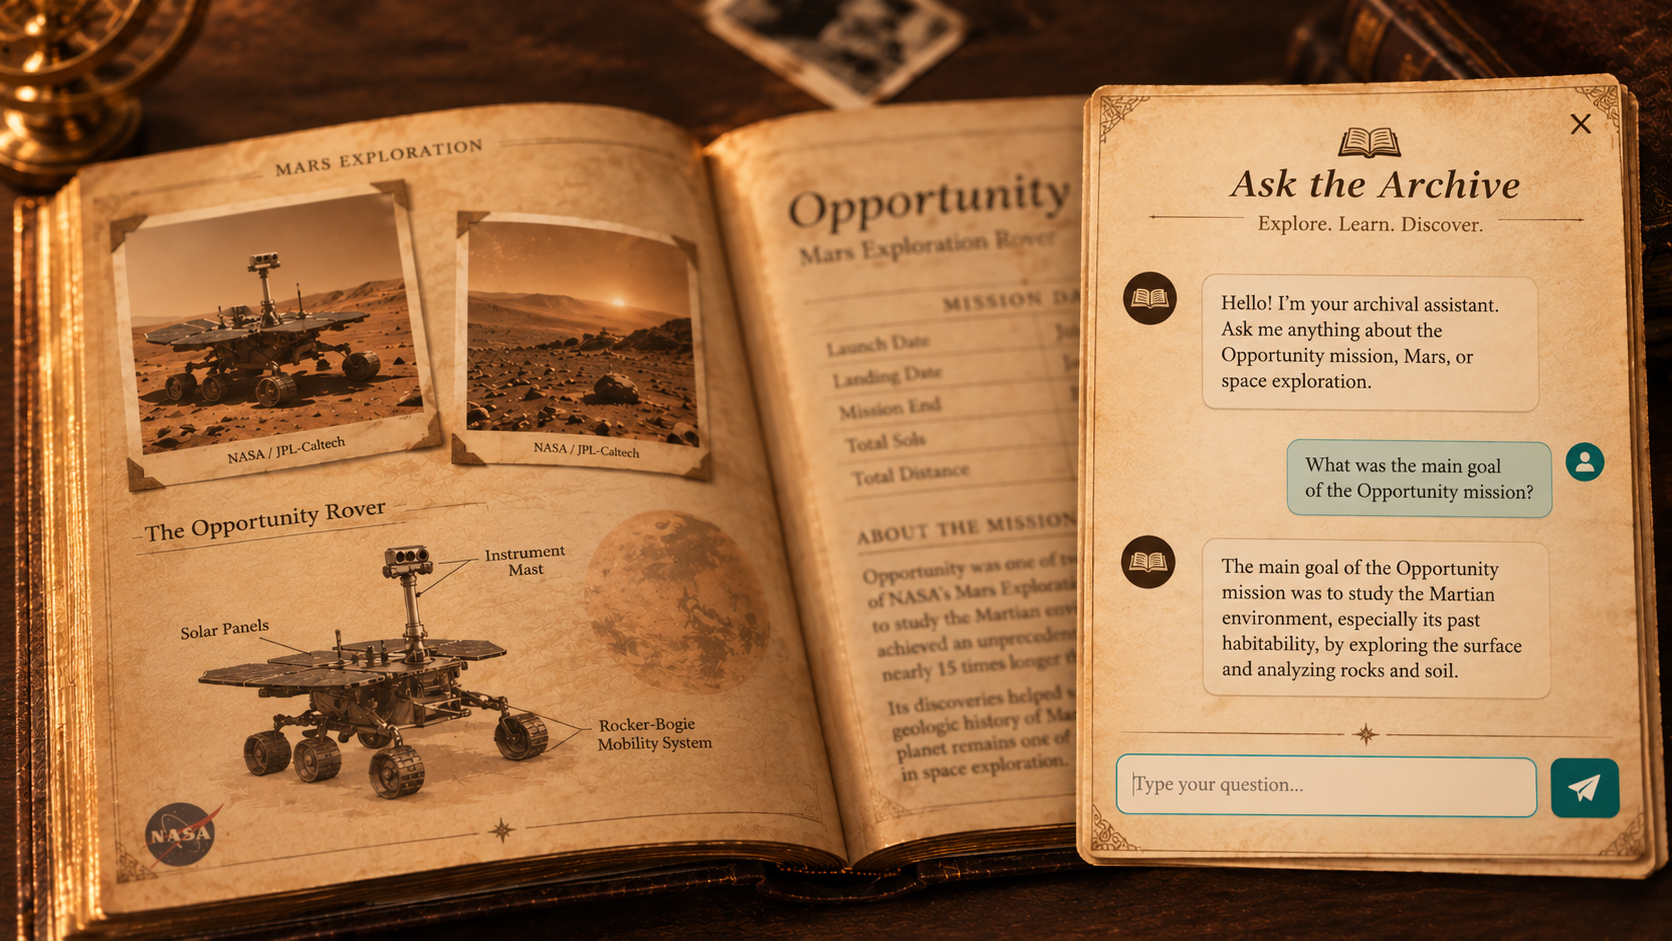 MARS EXPLORATION
NASA / JPL-Caltech
NASA / JPL-Caltech
The Opportunity Rover
Instrument
Mast
Solar Panels
Rocker-Bogie
Mobility System
NASA
Opportunity
Mars Exploration Rover
MISSION
Launch Date
Landing Date
Mission End
Total Sols
Total Distance
ABOUT THE MISSION
Opportunity was one of
of NASA's Mars
to study the Martian
achieved an
nearly 15 times longer
Its discoveries helped
geologic history of
planet remains one of
in space exploration.
Ask the Archive
Explore. Learn. Discover.
Hello! I'm your archival assistant.
Ask me anything about the
Opportunity mission, Mars, or
space exploration.
What was the main goal
of the Opportunity mission?
The main goal of the Opportunity
mission was to study the Martian
environment, especially its past
habitability, by exploring the surface
and analyzing rocks and soil.
Type your question...